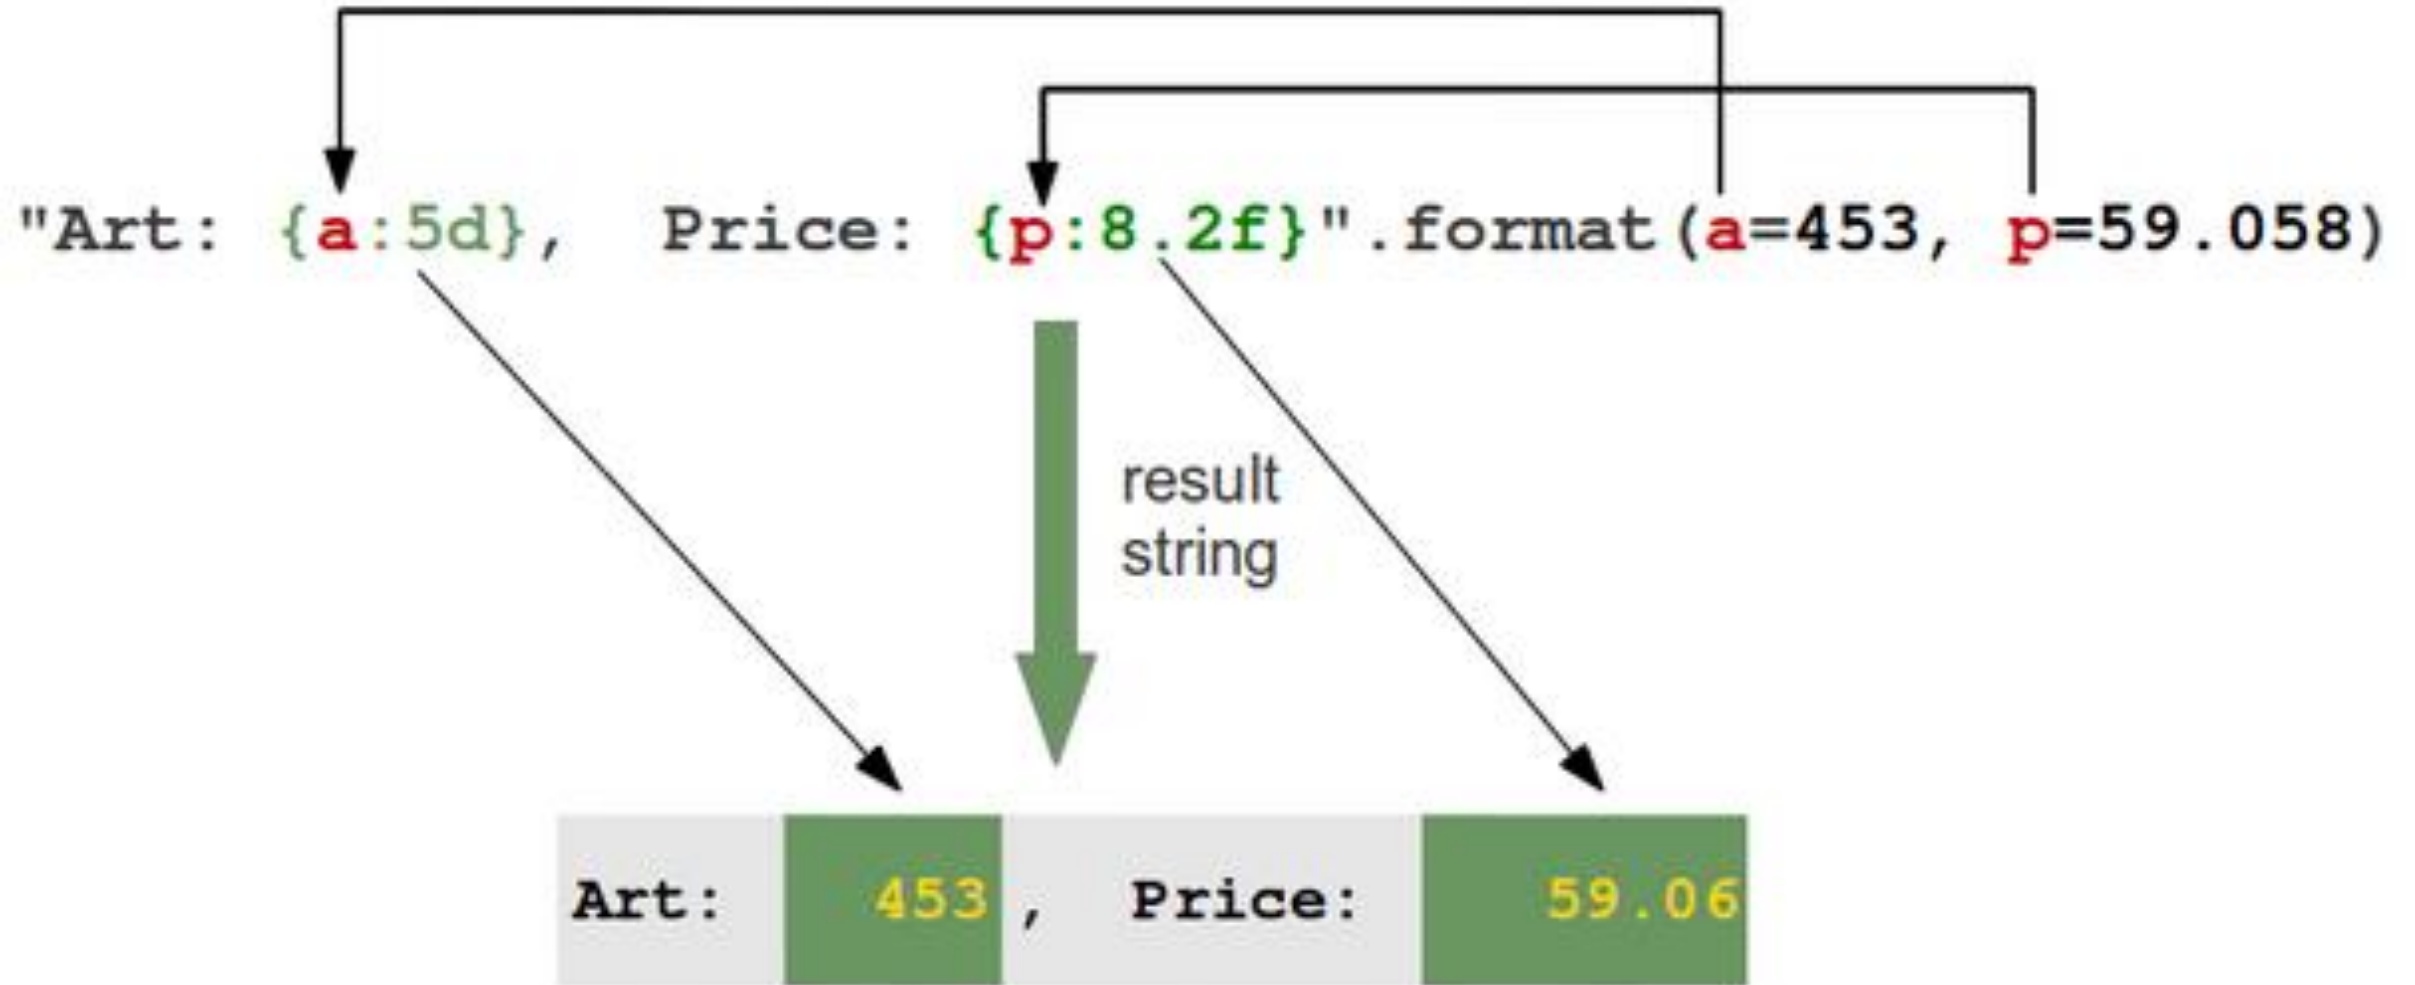 "Art: {a:5d},  Price: {p:8.2f}".format(a=453, p=59.058)
result
string
Art:   453,  Price:    59.06